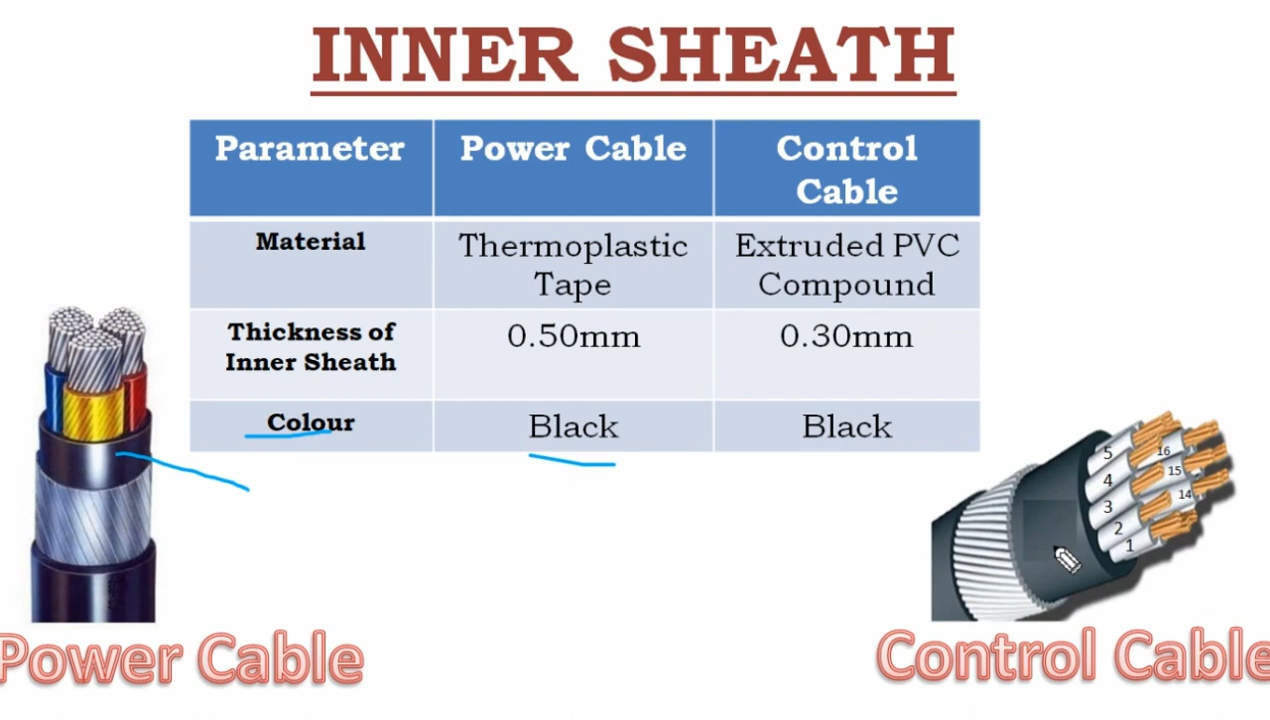 INNER SHEATH
Parameter Power Cable Control
Cable
Material Thermoplastic Extruded PVC
Tape Compound
Thickness of 0.50mm 0.30mm
Inner Sheath
Colour Black Black
5 16
4 15
3 14
2
1
Power Cable Control Cable